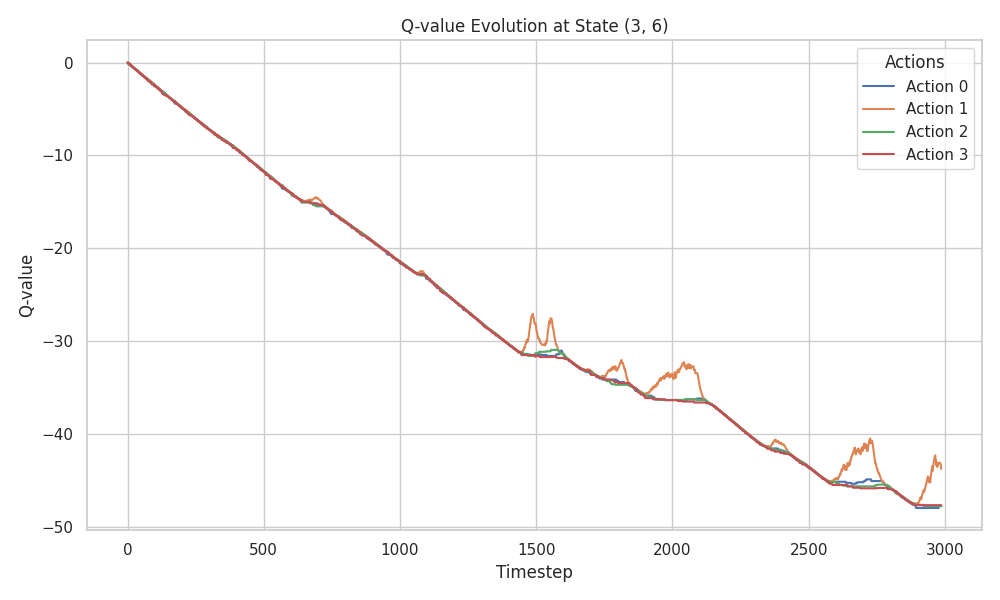 Q-value Evolution at State (3, 6)
Actions
Action 0
Action 1
Action 2
Action 3
Q-value
0
−10
−20
−30
−40
−50
0
500
1000
1500
2000
2500
3000
Timestep